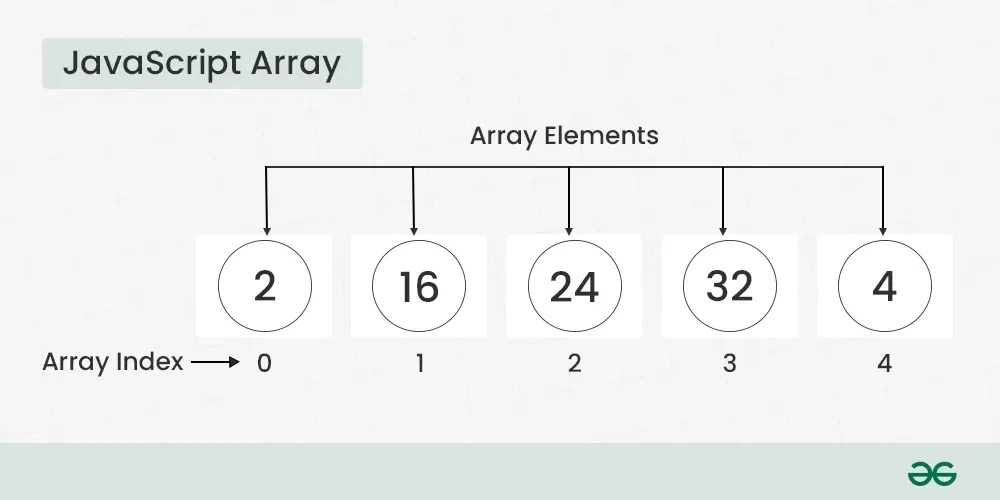 JavaScript Array
Array Elements
2 16 24 32 4
Array Index 0 1 2 3 4